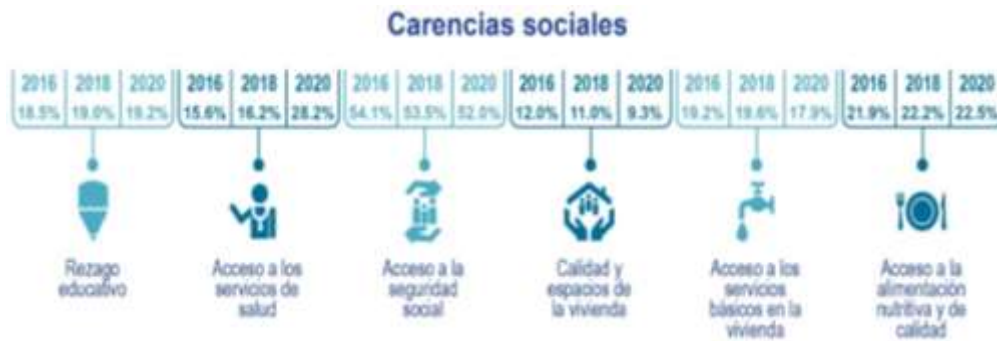 Carencias sociales
2016 2018 2020 2016 2018 2020 2016 2018 2020 2016 2018 2020 2016 2018 2020 2016 2018 2020
18.5% 19.0% 19.2% 15.6% 16.2% 28.2% 54.1% 53.5% 52.0% 12.0% 11.0% 9.3% 19.2% 19.6% 17.9% 21.9% 22.2% 22.5%
Rezago
educativo
Acceso a los
servicios de
salud
Acceso a la
seguridad
social
Calidad y
espacios de
la vivienda
Acceso a los
servicios
básicos en la
vivienda
Acceso a la
alimentación
nutritiva y de
calidad